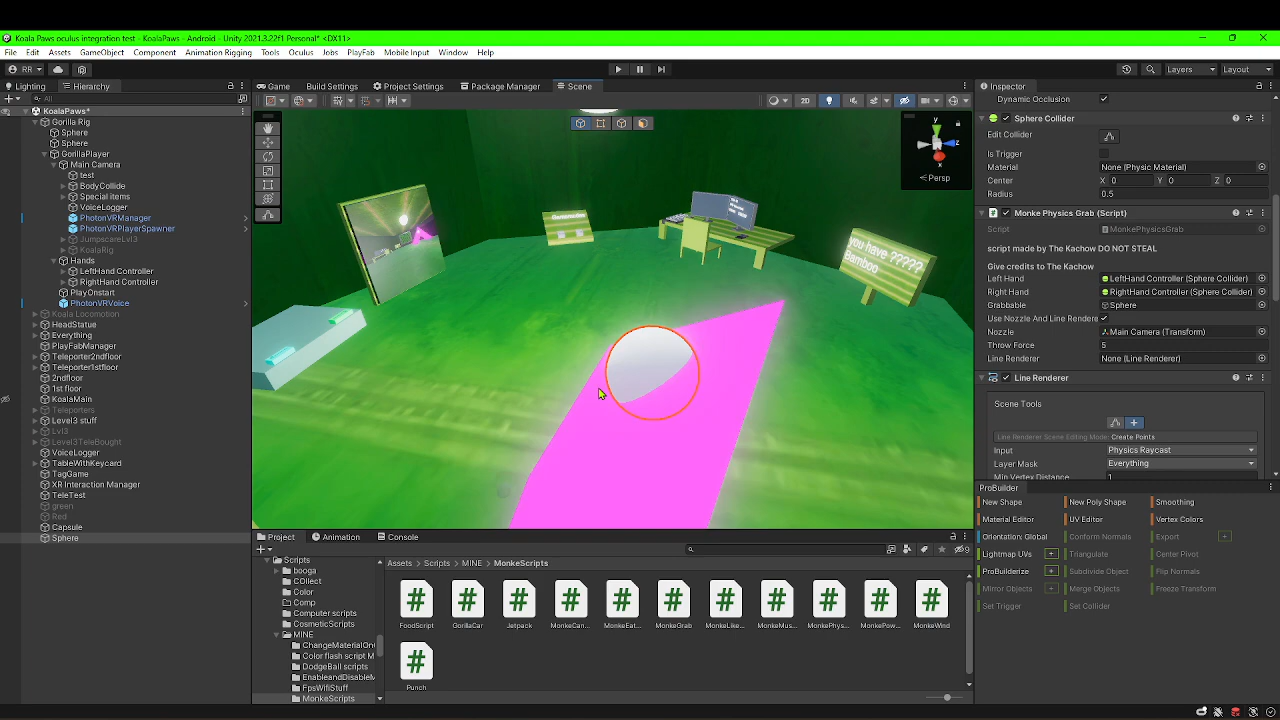 Koala Paws oculus integration test - KoalaPaws - Android - Unity 2021.3.22f1 Personal* <DX11>
File Edit Assets GameObject Component Animation Rigging Tools Oculus Jobs PlayFab Mobile Input Window Help
RR Layers Layout
Lighting Hierarchy
All
KoalaPaws*
Gorilla Rig
Sphere
Sphere
GorillaPlayer
Main Camera
test
BodyCollide
Special items
VoiceLogger
PhotonVRManager
PhotonVRPlayerSpawner
JumpscareLvl3
KoalaRig
Hands
LeftHand Controller
RightHand Controller
PlayOnstart
PhotonVRVoice
Koala Locomotion
HeadStatue
Everything
PlayFabManager
Teleporter2ndfloor
Teleporter1stfloor
2ndfloor
1st floor
KoalaMain
Teleporters
Level3 stuff
Lvl3
Level3TeleBought
VoiceLogger
TableWithKeycard
TagGame
XR Interaction Manager
TeleTest
green
Red
Capsule
Sphere
Game Build Settings Project Settings Package Manager Scene
2D
y
z
x
Persp
you have ?????
Bamboo
Project Animation Console
Scripts
booga
COllect
Color
Comp
Computer scripts
CosmeticScripts
MINE
ChangeMaterialOn
Color flash script M
DodgeBall scripts
EnableandDisableM
FpsWifiStuff
MonkeScripts
Assets > Scripts > MINE > MonkeScripts
FoodScript GorillaCar Jetpack MonkeCan... MonkeEat... MonkeGrab MonkeLike... MonkeMus... MonkePhys... MonkePow... MonkeWind
Punch
Inspector
Dynamic Occlusion
Sphere Collider
Edit Collider
Is Trigger
Material None (Physic Material)
Center X 0 Y 0 Z 0
Radius 0.5
Monke Physics Grab (Script)
Script MonkePhysicsGrab
script made by The Kachow DO NOT STEAL
Give credits to The Kachow
Left Hand LeftHand Controller (Sphere Collider)
Right Hand RightHand Controller (Sphere Collider)
Grabbable Sphere
Use Nozzle And Line Rendere
Nozzle Main Camera (Transform)
Throw Force 5
Line Renderer None (Line Renderer)
Line Renderer
Scene Tools
Line Renderer Scene Editing Mode: Create Points
Input Physics Raycast
Layer Mask Everything
Min Vertex Distance 1
ProBuilder
New Shape New Poly Shape Smoothing
Material Editor UV Editor Vertex Colors
Orientation: Global Conform Normals Export
Lightmap UVs Triangulate Center Pivot
ProBuilderize Subdivide Object Flip Normals
Mirror Objects Merge Objects Freeze Transform
Set Trigger Set Collider